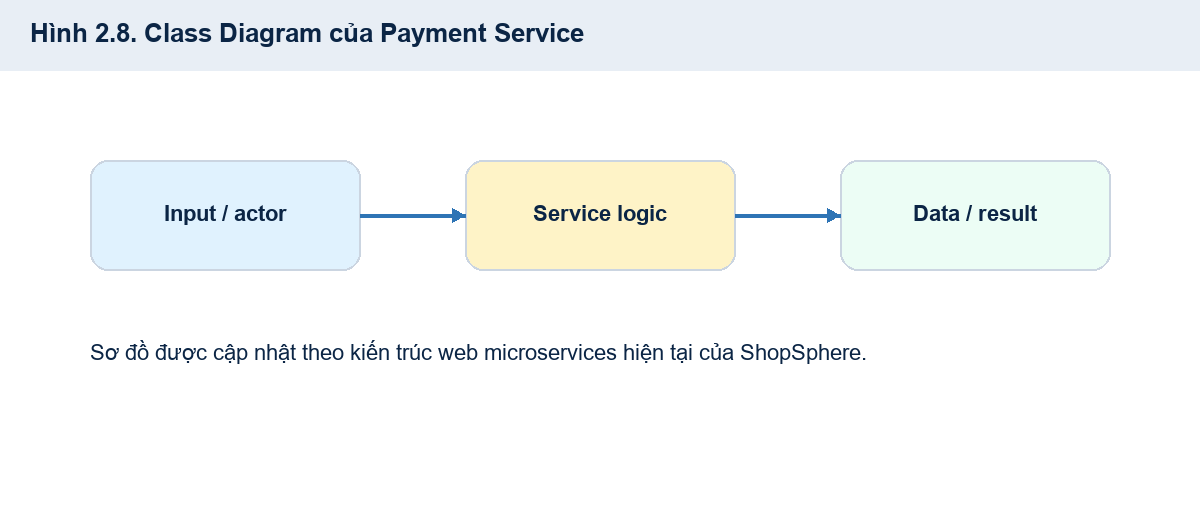 Hình 2.8. Class Diagram của Payment Service
Input / actor
Service logic
Data / result
Sơ đồ được cập nhật theo kiến trúc web microservices hiện tại của ShopSphere.